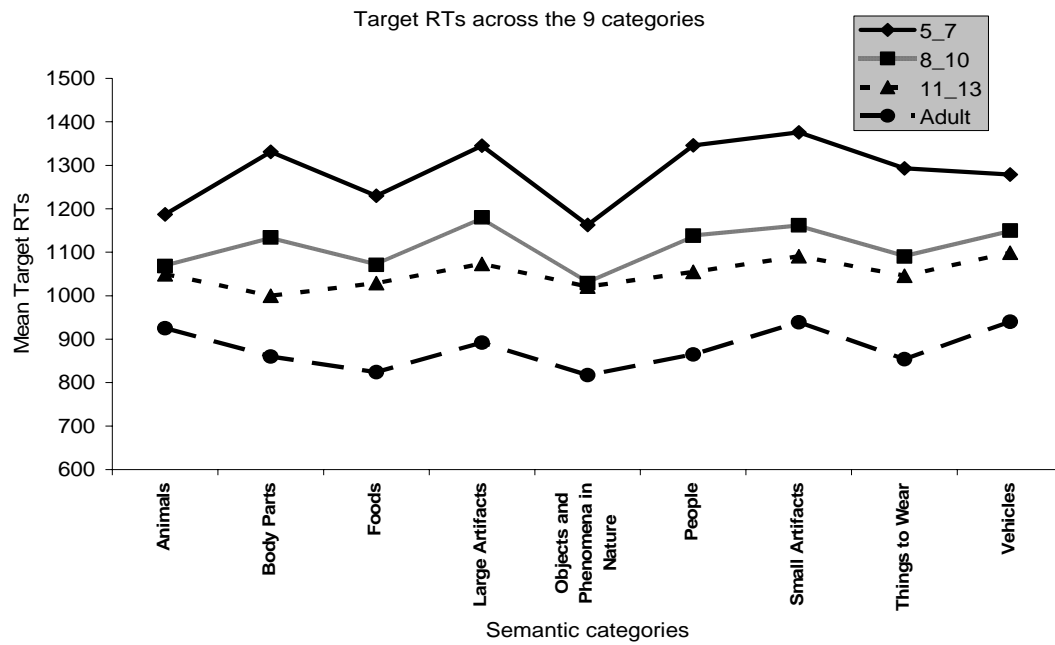 Target RTs across the 9 categories
5_7
8_10
11_13
Adult
Mean Target RTs
1500
1400
1300
1200
1100
1000
900
800
700
600
Animals
Body Parts
Foods
Large Artifacts
Objects and
Phenomena in
Nature
People
Small Artifacts
Things to Wear
Vehicles
Semantic categories